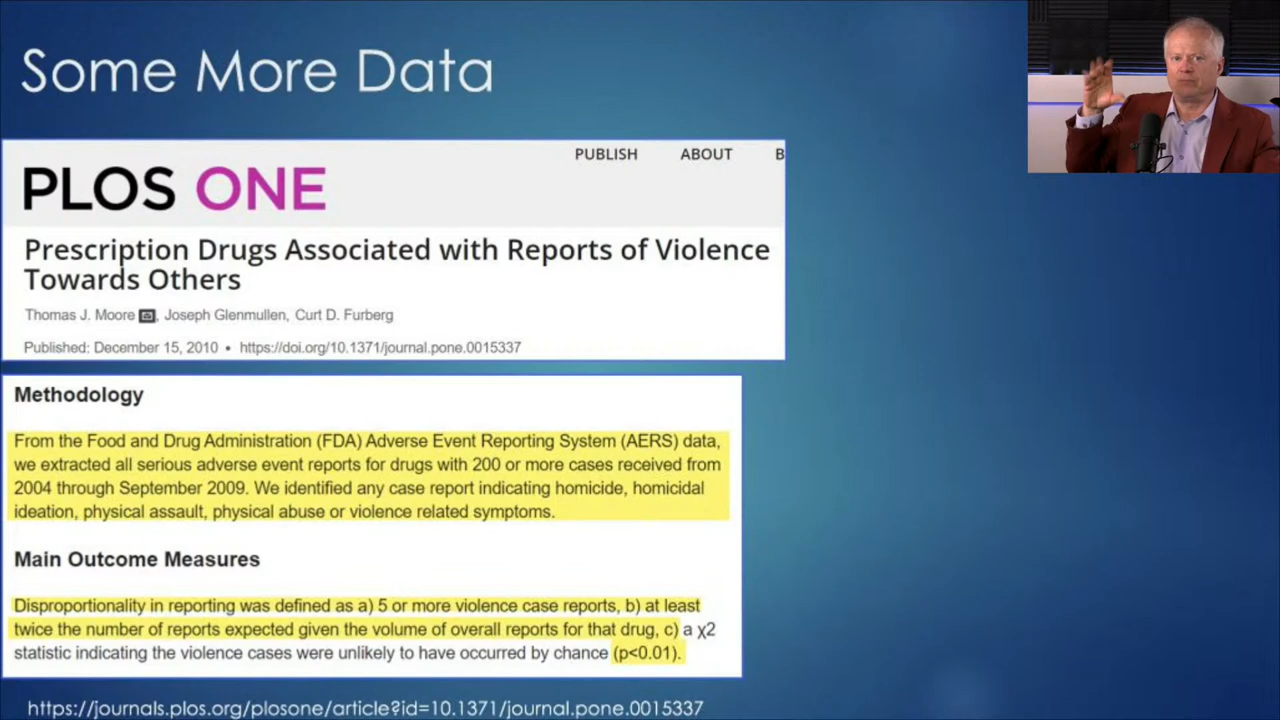 Some More Data
PUBLISH ABOUT B
PLOS ONE
Prescription Drugs Associated with Reports of Violence
Towards Others
Thomas J. Moore, Joseph Glenmullen, Curt D. Furberg
Published: December 15, 2010 • https://doi.org/10.1371/journal.pone.0015337
Methodology
From the Food and Drug Administration (FDA) Adverse Event Reporting System (AERS) data,
we extracted all serious adverse event reports for drugs with 200 or more cases received from
2004 through September 2009. We identified any case report indicating homicide, homicidal
ideation, physical assault, physical abuse or violence related symptoms.
Main Outcome Measures
Disproportionality in reporting was defined as a) 5 or more violence case reports, b) at least
twice the number of reports expected given the volume of overall reports for that drug, c) a χ2
statistic indicating the violence cases were unlikely to have occurred by chance (p<0.01).
https://journals.plos.org/plosone/article?id=10.1371/journal.pone.0015337